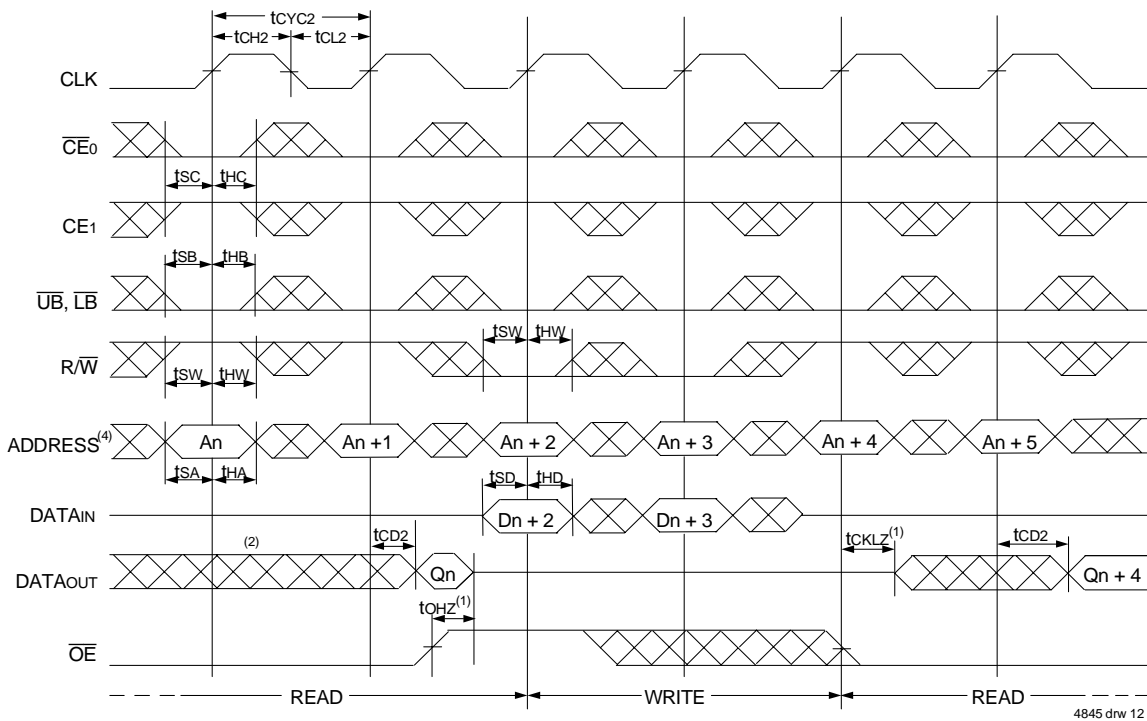 tCYC2
tCH2 tCL2
CLK
CE0
tSC tHC
CE1
tSB tHB
UB, LB
tSW tHW
R/W
tSW tHW
ADDRESS(4) An An + 1 An + 2 An + 3 An + 4 An + 5
tSA tHA tSD tHD
DATAIN Dn + 2 Dn + 3
tCD2 tCKLZ(1) tCD2
(2)
DATAOUT Qn Qn + 4
tOHZ(1)
OE
READ WRITE READ
4845 drw 12